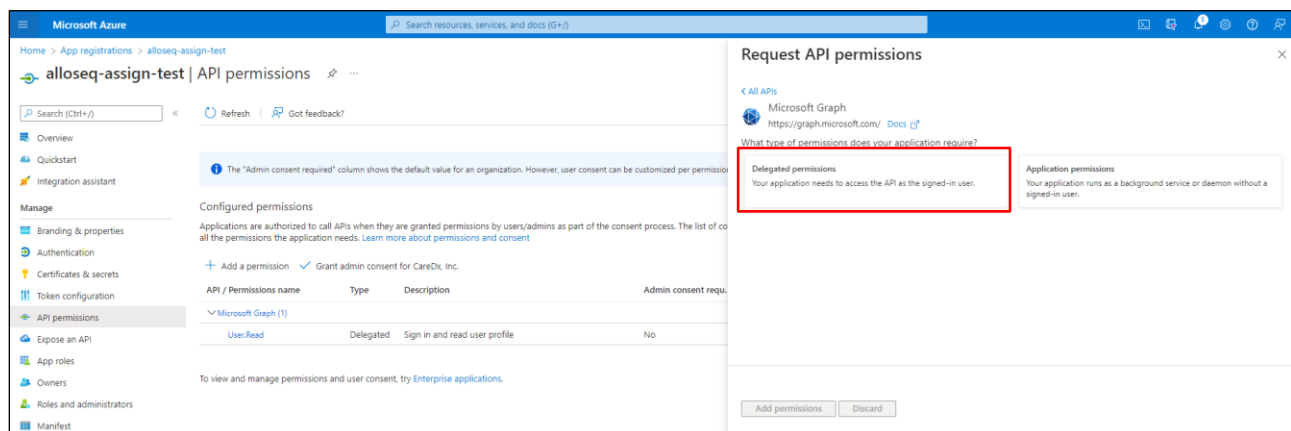 Microsoft Azure
Search resources, services, and docs (G+/)
Home > App registrations > alloseq-assign-test
alloseq-assign-test | API permissions
Search (Ctrl+/)
Refresh
Got feedback?
Overview
Quickstart
Integration assistant
Manage
Branding & properties
Authentication
Certificates & secrets
Token configuration
API permissions
Expose an API
App roles
Owners
Roles and administrators
Manifest
The "Admin consent required" column shows the default value for an organization. However, user consent can be customized per permission
Configured permissions
Applications are authorized to call APIs when they are granted permissions by users/admins as part of the consent process. The list of co
all the permissions the application needs. Learn more about permissions and consent
Add a permission
Grant admin consent for CareDx, Inc.
API / Permissions name Type Description Admin consent requ.
Microsoft Graph (1)
User.Read Delegated Sign in and read user profile No
To view and manage permissions and user consent, try Enterprise applications.
Request API permissions
All APIs
Microsoft Graph
https://graph.microsoft.com/ Docs
What type of permissions does your application require?
Delegated permissions
Your application needs to access the API as the signed-in user.
Application permissions
Your application runs as a background service or daemon without a
signed-in user.
Add permissions
Discard